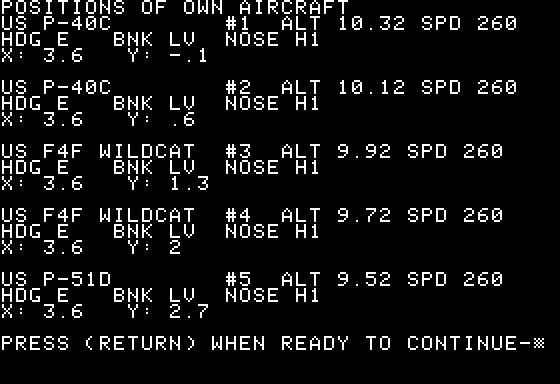 POSITIONS OF OWN AIRCRAFT
US P-40C #1 ALT 10.32 SPD 260
HDG E BNK LV NOSE H1
X: 3.6 Y: -.1
US P-40C #2 ALT 10.12 SPD 260
HDG E BNK LV NOSE H1
X: 3.6 Y: .6
US F4F WILDCAT #3 ALT 9.92 SPD 260
HDG E BNK LV NOSE H1
X: 3.6 Y: 1.3
US F4F WILDCAT #4 ALT 9.72 SPD 260
HDG E BNK LV NOSE H1
X: 3.6 Y: 2
US P-51D #5 ALT 9.52 SPD 260
HDG E BNK LV NOSE H1
X: 3.6 Y: 2.7
PRESS (RETURN) WHEN READY TO CONTINUE-※